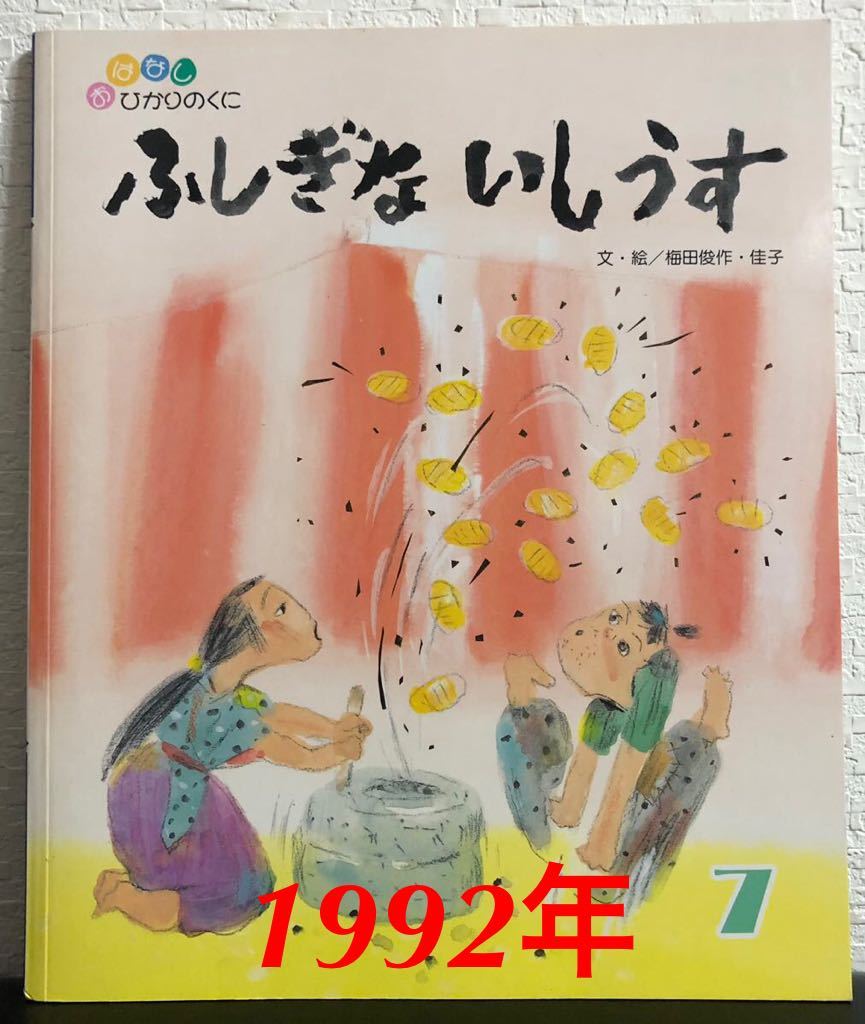 おはなし
ひかりのくに
ふしぎな いしうす
文・絵／梅田俊作・佳子
1992年
7